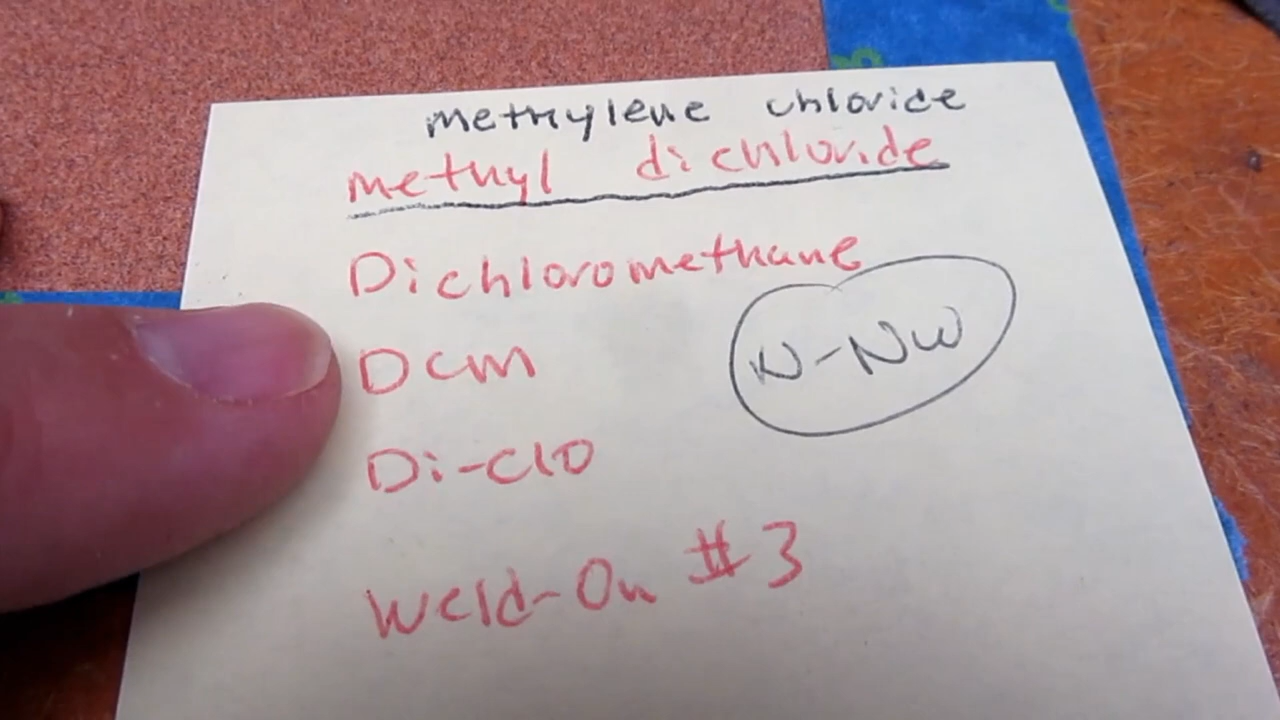 methylene chloride
methyl dichloride
Dichloromethane
N-NW
DCM
Di-clo
Weld-On #3